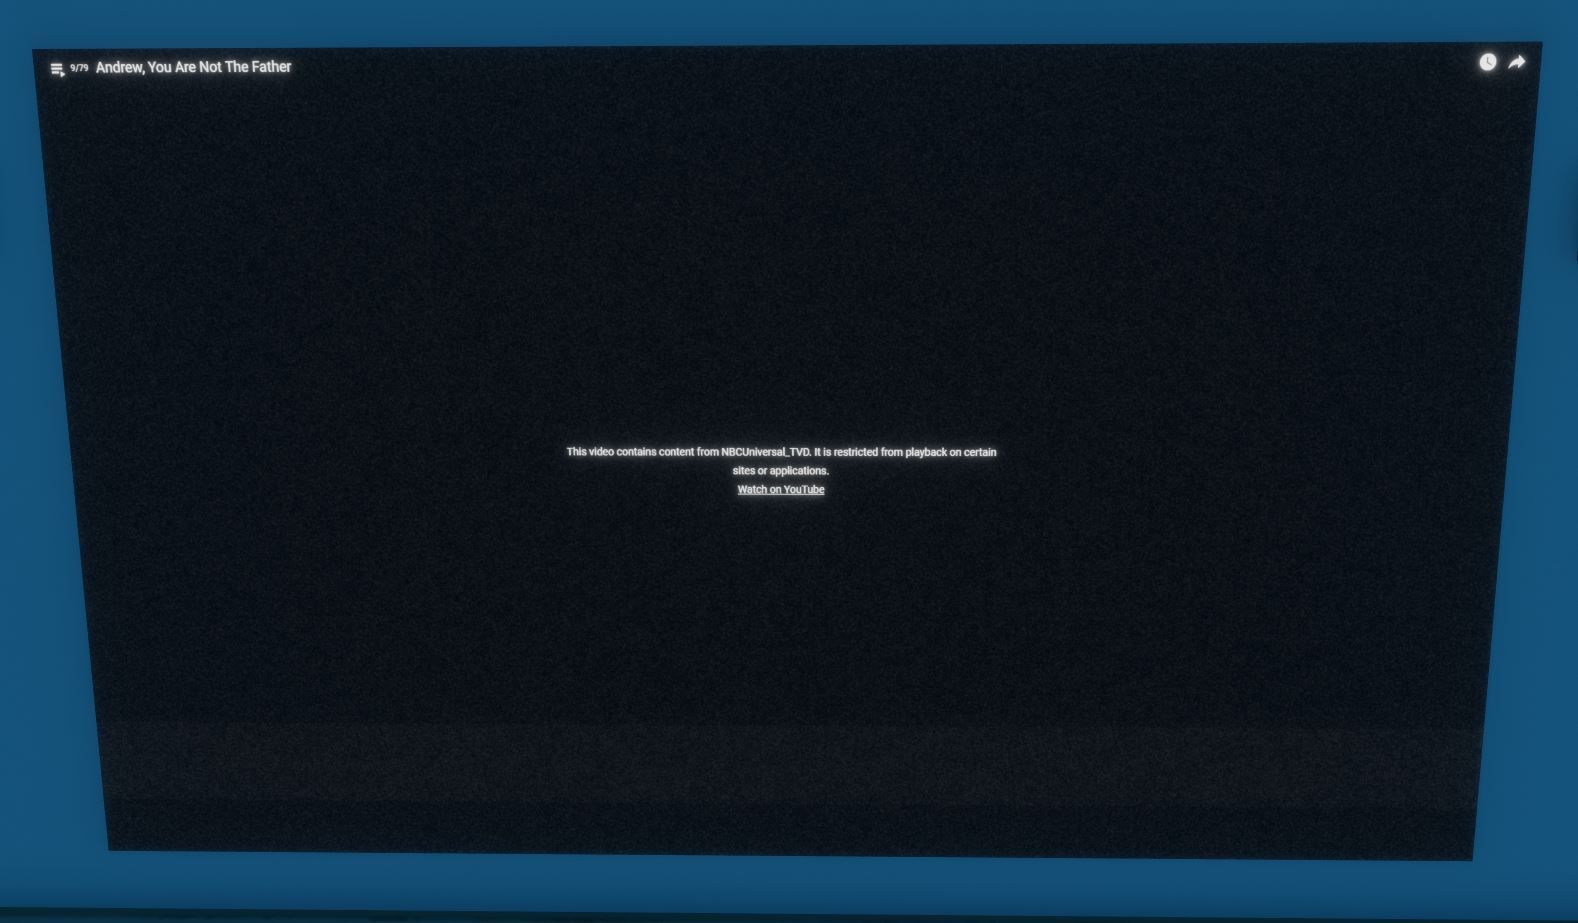 9/79 Andrew, You Are Not The Father
This video contains content from NBCUniversal_TVD. It is restricted from playback on certain
sites or applications.
Watch on YouTube